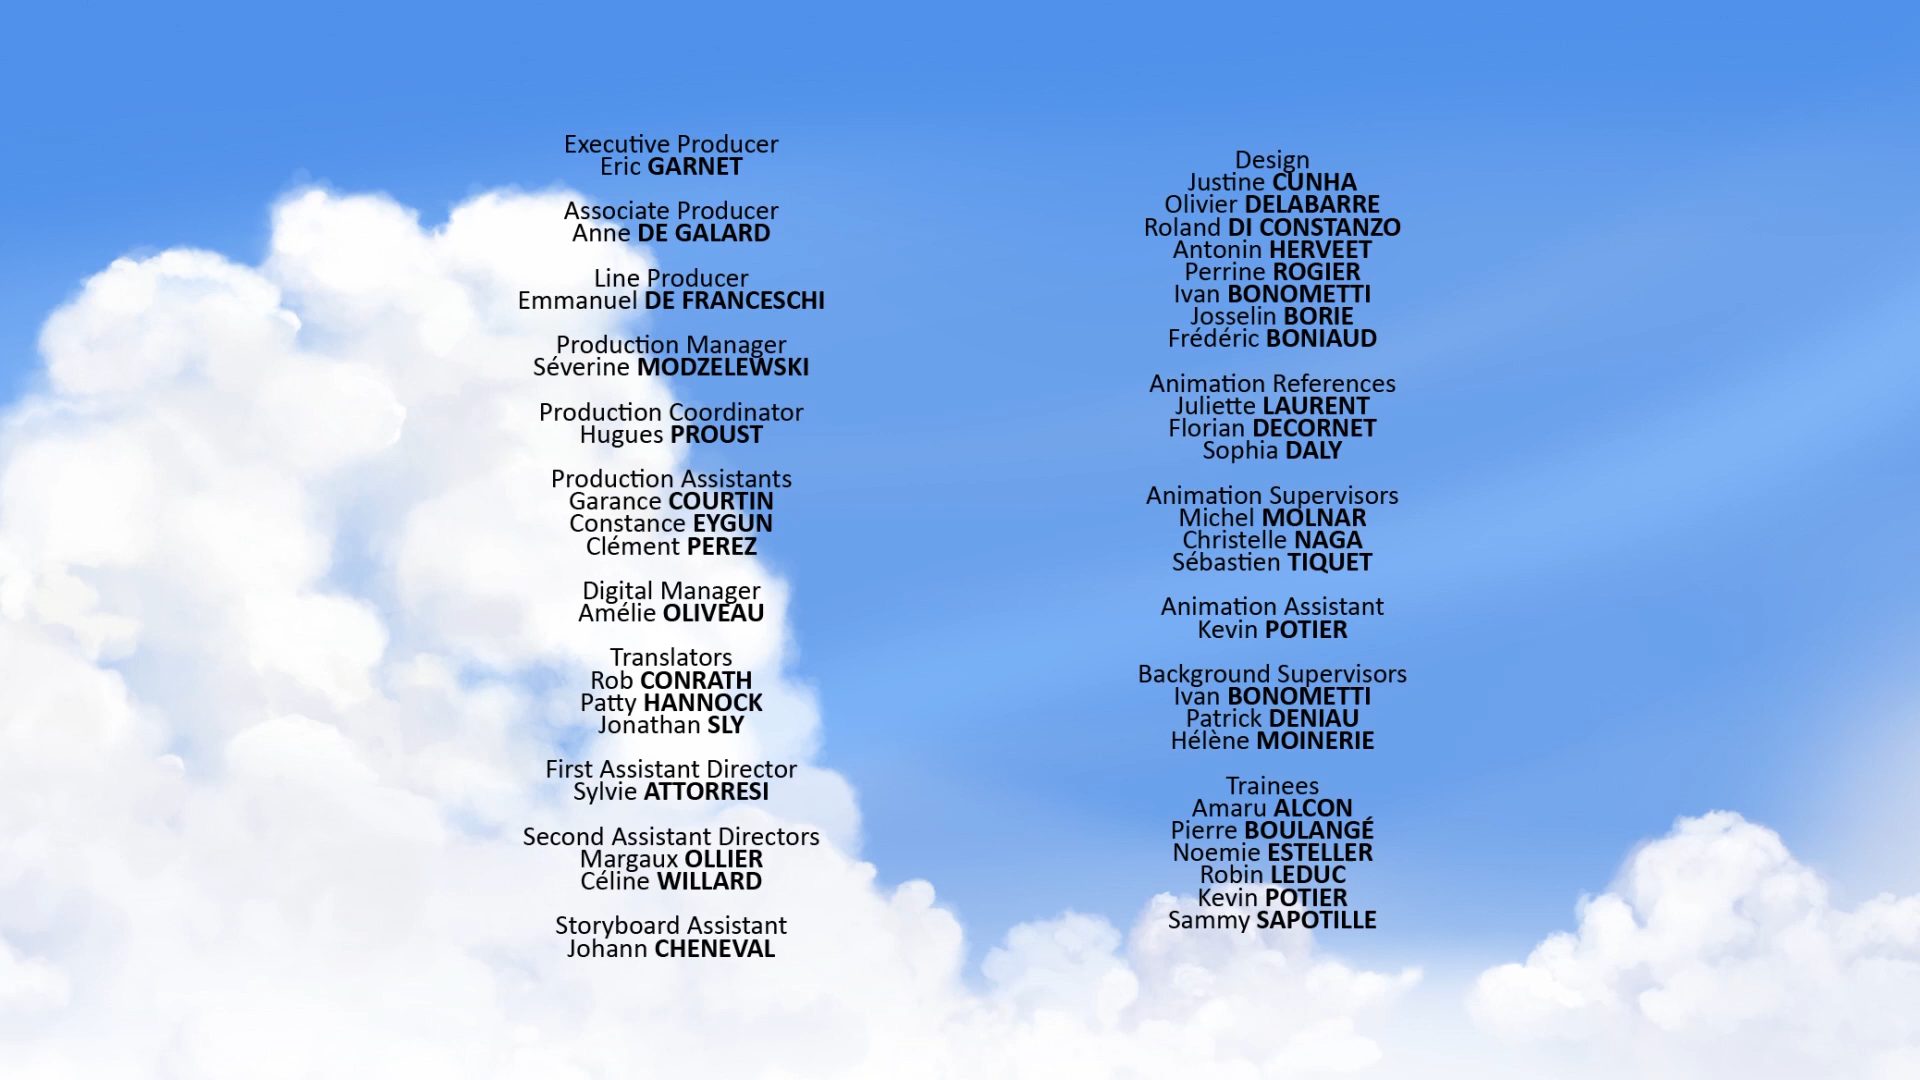 Executive Producer
Eric GARNET
Associate Producer
Anne DE GALARD
Line Producer
Emmanuel DE FRANCESCHI
Production Manager
Séverine MODZELEWSKI
Production Coordinator
Hugues PROUST
Production Assistants
Garance COURTIN
Constance EYGUN
Clément PEREZ
Digital Manager
Amélie OLIVEAU
Translators
Rob CONRATH
Patty HANNOCK
Jonathan SLY
First Assistant Director
Sylvie ATTORRESI
Second Assistant Directors
Margaux OLLIER
Céline WILLARD
Storyboard Assistant
Johann CHENEVAL
Design
Justine CUNHA
Olivier DELABARRE
Roland DI CONSTANZO
Antonin HERVEET
Perrine ROGIER
Ivan BONOMETTI
Josselin BORIE
Frédéric BONIAUD
Animation References
Juliette LAURENT
Florian DECORNET
Sophia DALY
Animation Supervisors
Michel MOLNAR
Christelle NAGA
Sébastien TIQUET
Animation Assistant
Kevin POTIER
Background Supervisors
Ivan BONOMETTI
Patrick DENIAU
Hélène MOINERIE
Trainees
Amaru ALCON
Pierre BOULANGÉ
Noemie ESTELLER
Robin LEDUC
Kevin POTIER
Sammy SAPOTILLE